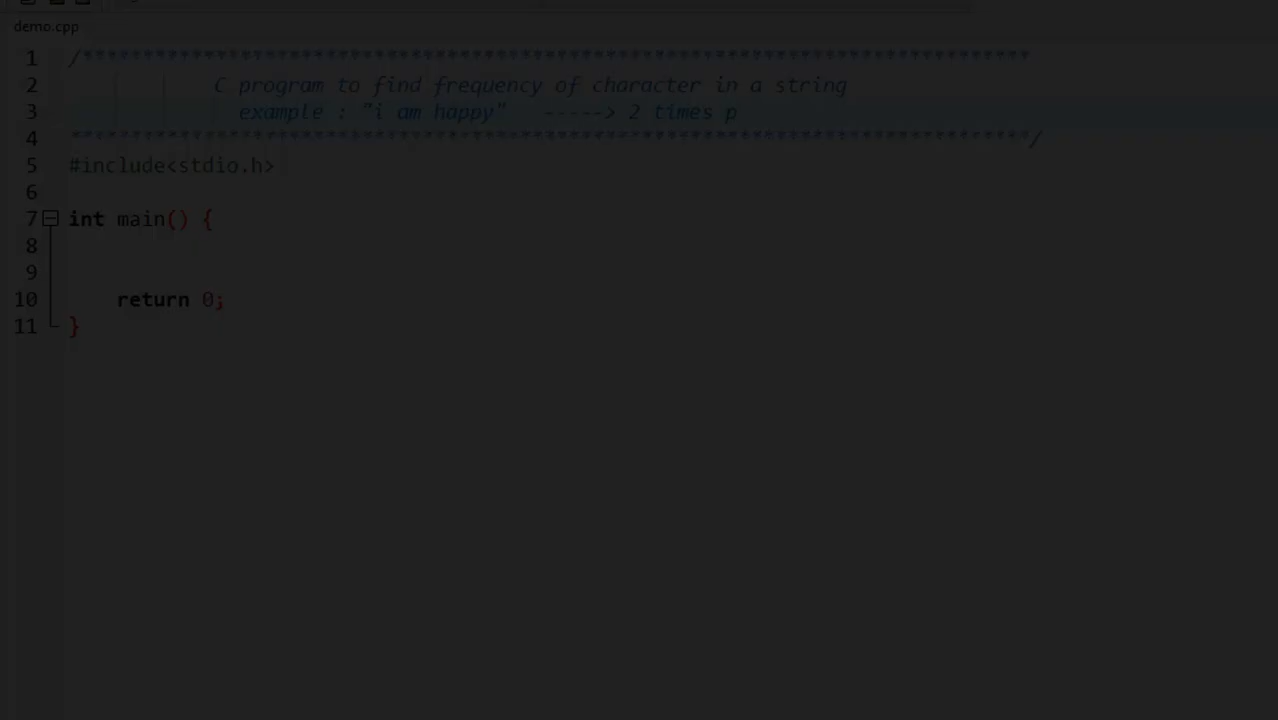 demo.cpp
1 /*******************************************************************************
2 C program to find frequency of character in a string
3 example : "i am happy" -----> 2 times p
4 *******************************************************************************/
5 #include<stdio.h>
6
7 int main() {
8
9
10 return 0;
11 }